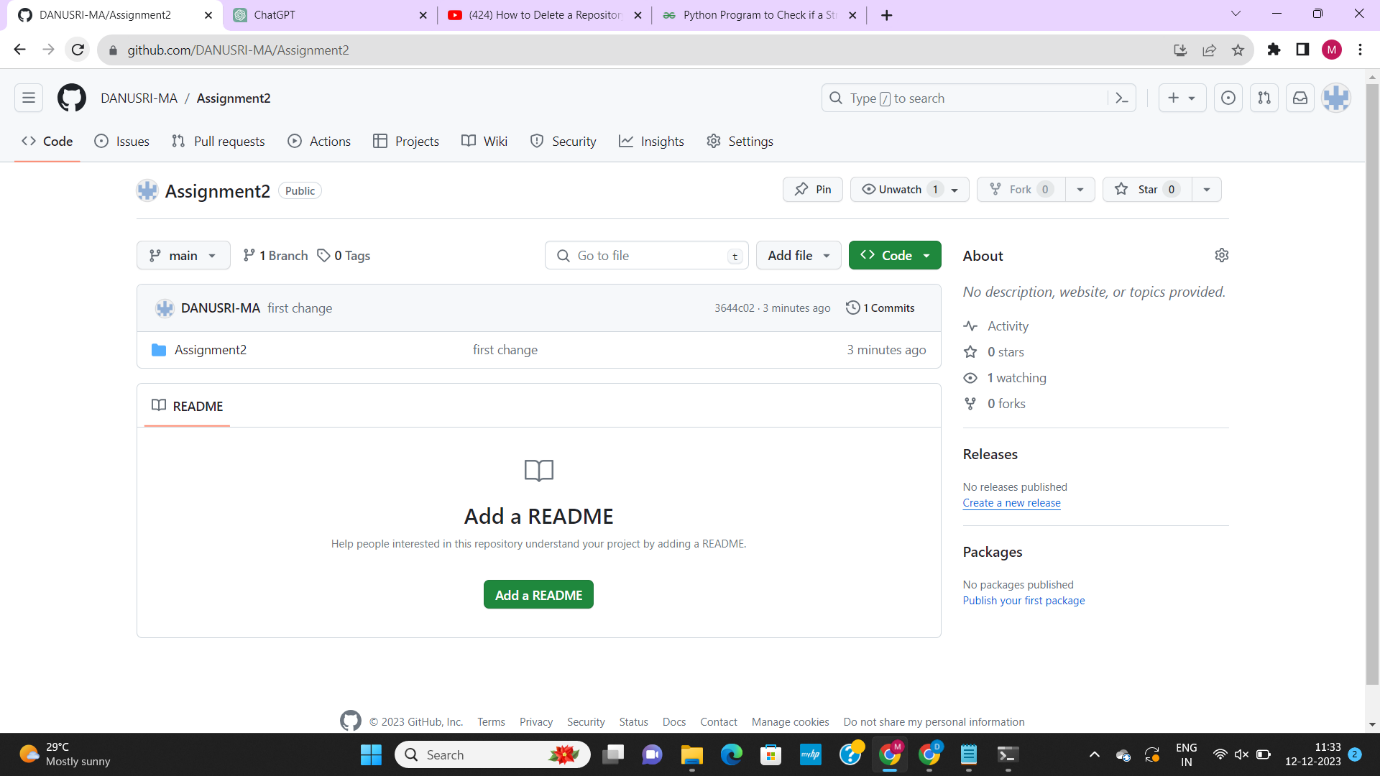 DANUSRI-MA/Assignment2
ChatGPT
(424) How to Delete a Repositor
Python Program to Check if a St
github.com/DANUSRI-MA/Assignment2
M
DANUSRI-MA / Assignment2
Type / to search
Code Issues Pull requests Actions Projects Wiki Security Insights Settings
Assignment2 Public
Pin Unwatch 1 Fork 0 Star 0
main 1 Branch 0 Tags
Go to file t Add file Code
About
DANUSRI-MA first change 3644c02 · 3 minutes ago 1 Commits
No description, website, or topics provided.
Assignment2 first change 3 minutes ago
Activity
0 stars
1 watching
0 forks
README
Releases
No releases published
Create a new release
Add a README
Help people interested in this repository understand your project by adding a README.
Add a README
Packages
No packages published
Publish your first package
© 2023 GitHub, Inc. Terms Privacy Security Status Docs Contact Manage cookies Do not share my personal information
29°C
Mostly sunny
Search
myhp
M
D
ENG
IN
11:33
12-12-2023
2